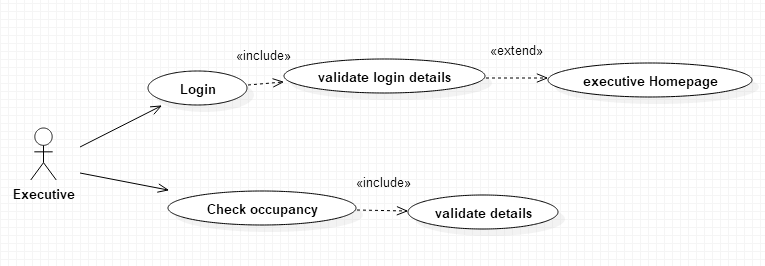 «include»
«extend»
Login
validate login details
executive Homepage
Executive
«include»
Check occupancy
validate details